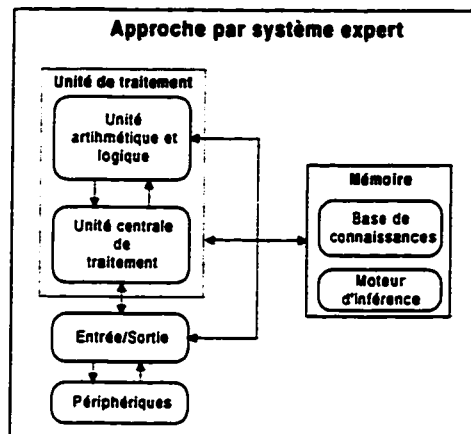 Approche par système expert
Unité de traitement
Unité
artihmétique et
logique
Unité centrale
de
traitement
Entrée/Sortie
Périphériques
Mémoire
Base de
connaissances
Moteur
d'inférence